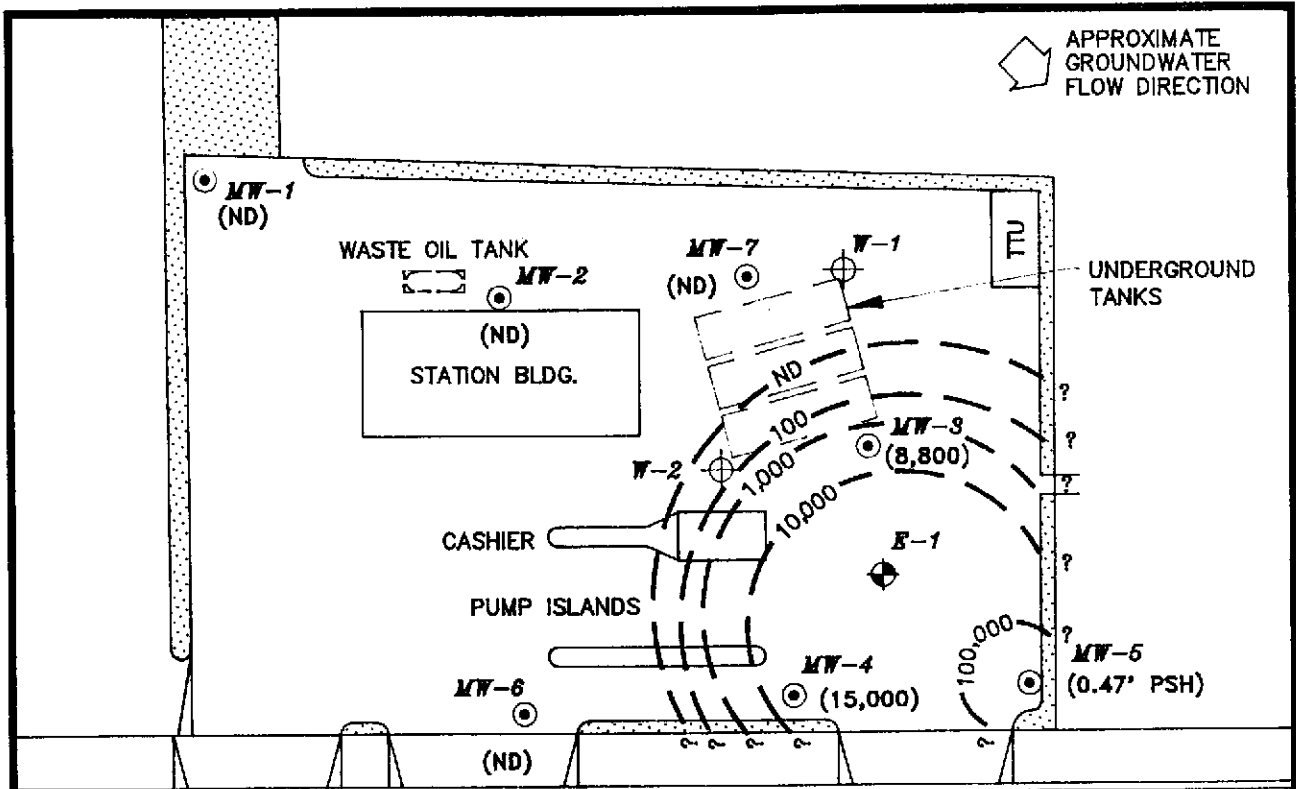 APPROXIMATE
GROUNDWATER
FLOW DIRECTION
MW-1
(ND)
WASTE OIL TANK
MW-2
(ND)
STATION BLDG.
MW-7
(ND)
W-1
TTU
UNDERGROUND
TANKS
ND
?
100
?
MW-3
(8,800)
W-2
1,000
?
10,000
?
CASHIER
E-1
PUMP ISLANDS
100,000
?
MW-5
(0.47' PSH)
MW-4
(15,000)
MW-6
(ND)
? ? ? ? ?